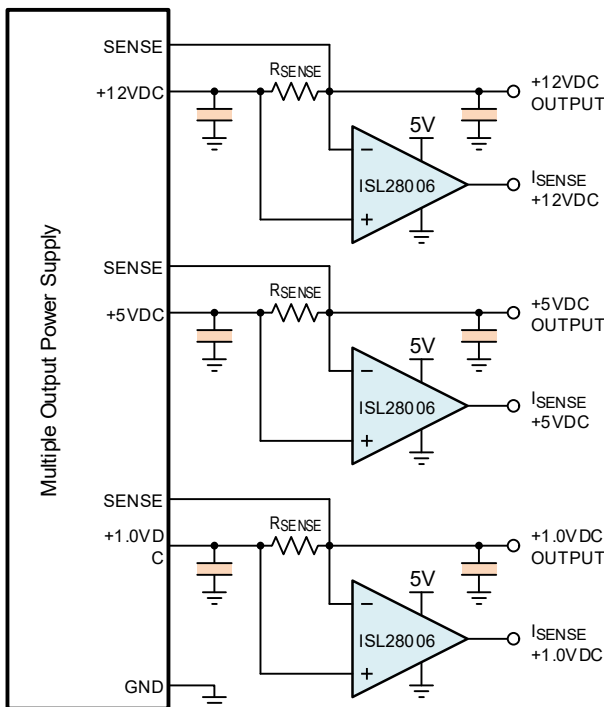 Multiple Output Power Supply
SENSE
+12VDC
RSENSE
+12VDC
OUTPUT
5V
ISL28006
ISENSE
+12VDC
SENSE
+5VDC
RSENSE
+5VDC
OUTPUT
5V
ISL28006
ISENSE
+5VDC
SENSE
+1.0VD
C
RSENSE
+1.0VDC
OUTPUT
5V
ISL28006
ISENSE
+1.0VDC
GND